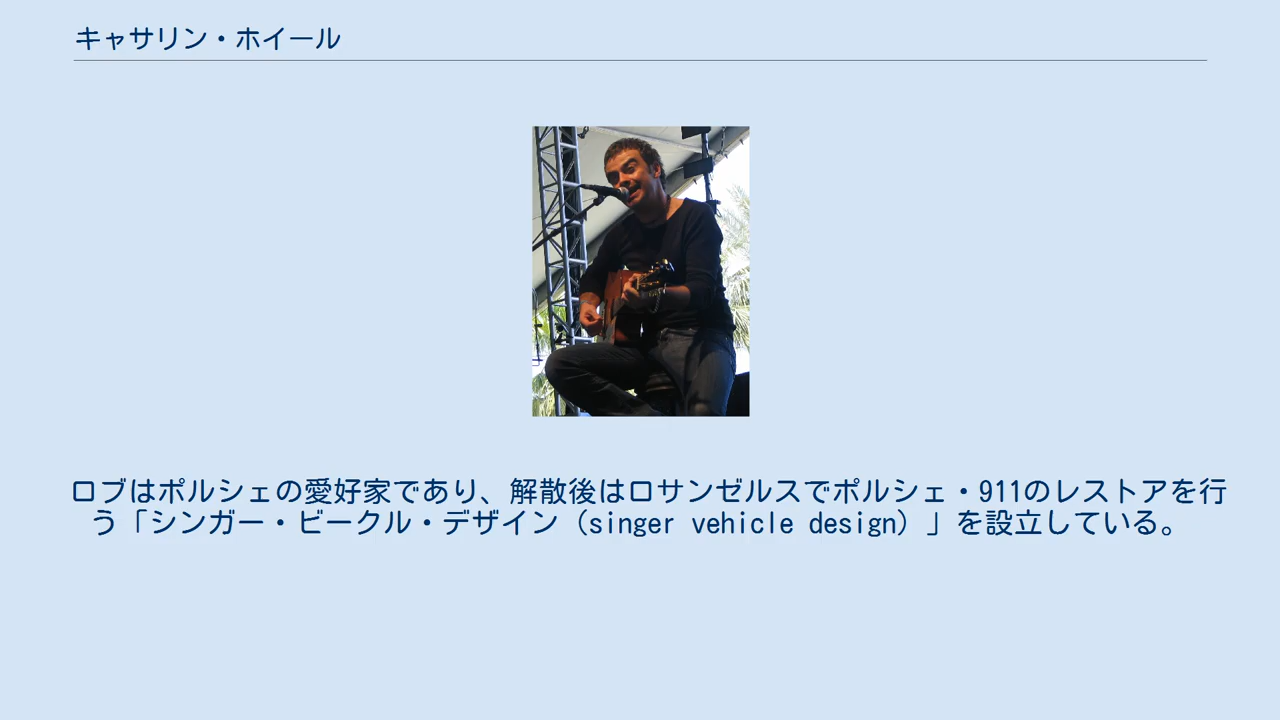 キャサリン・ホイール
ロブはポルシェの愛好家であり、解散後はロサンゼルスでポルシェ・911のレストアを行
う「シンガー・ビークル・デザイン（singer vehicle design）」を設立している。